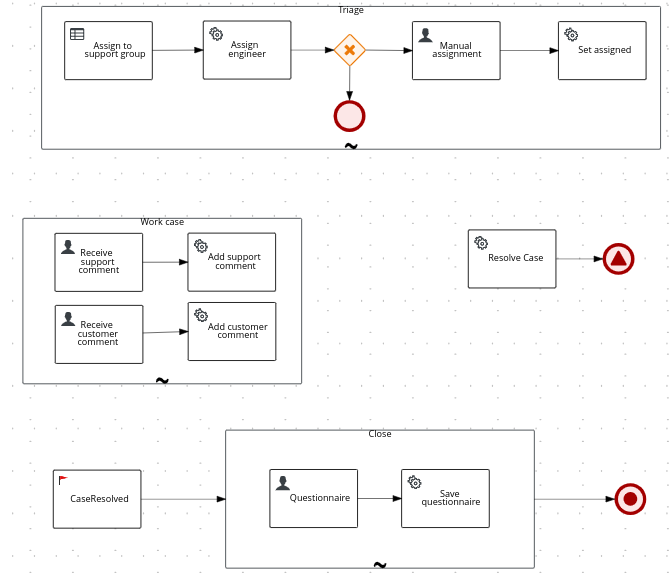 Triage
Assign to
support group
Assign
engineer
Manual
assignment
Set assigned
Work case
Receive
support
comment
Add support
comment
Resolve Case
Receive
customer
comment
Add customer
comment
Close
CaseResolved
Questionnaire
Save
questionnaire